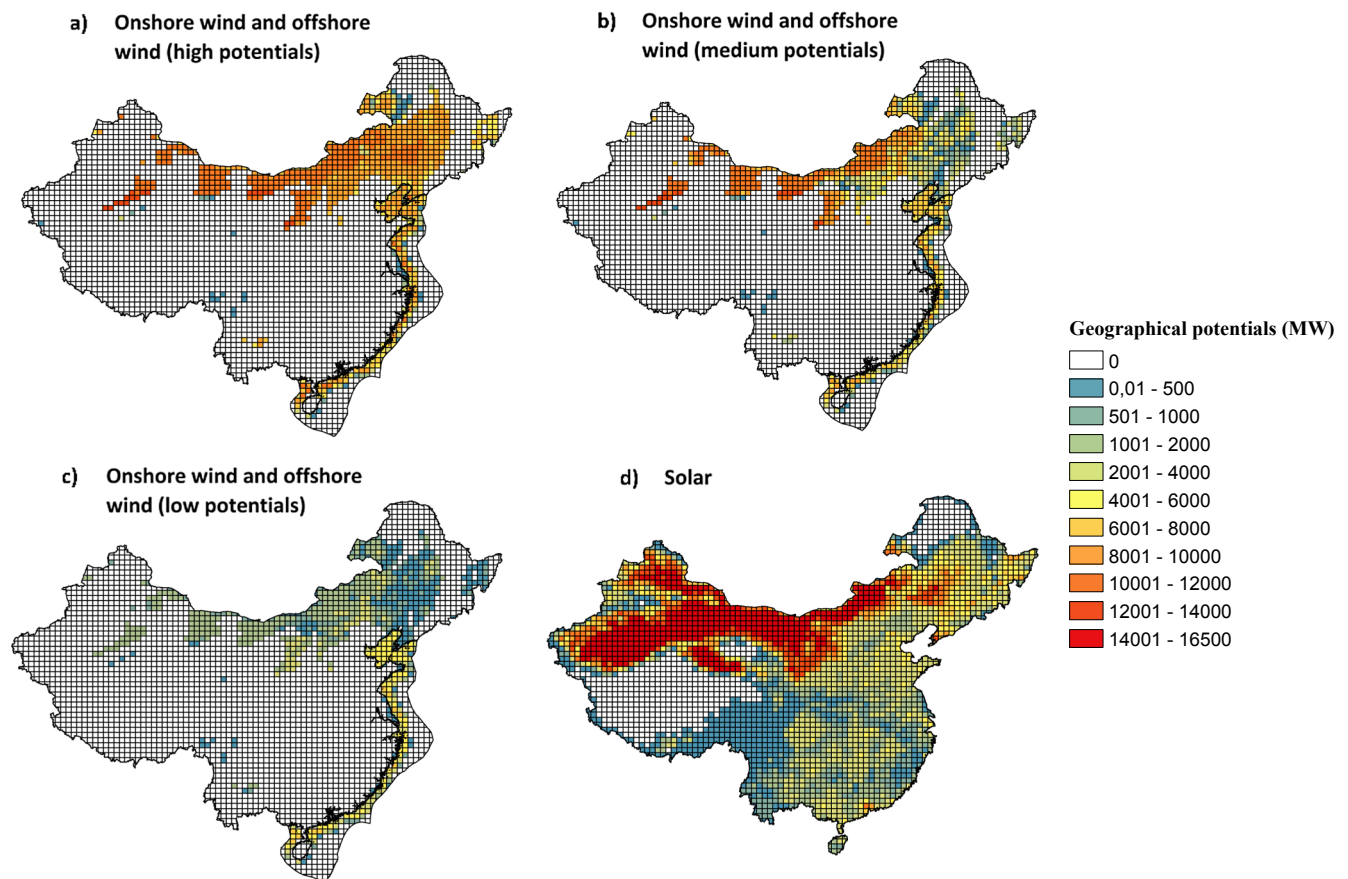 a) Onshore wind and offshore
wind (high potentials)
b) Onshore wind and offshore
wind (medium potentials)
Geographical potentials (MW)
0
0,01 - 500
501 - 1000
1001 - 2000
2001 - 4000
4001 - 6000
6001 - 8000
8001 - 10000
10001 - 12000
12001 - 14000
14001 - 16500
c) Onshore wind and offshore
wind (low potentials)
d) Solar